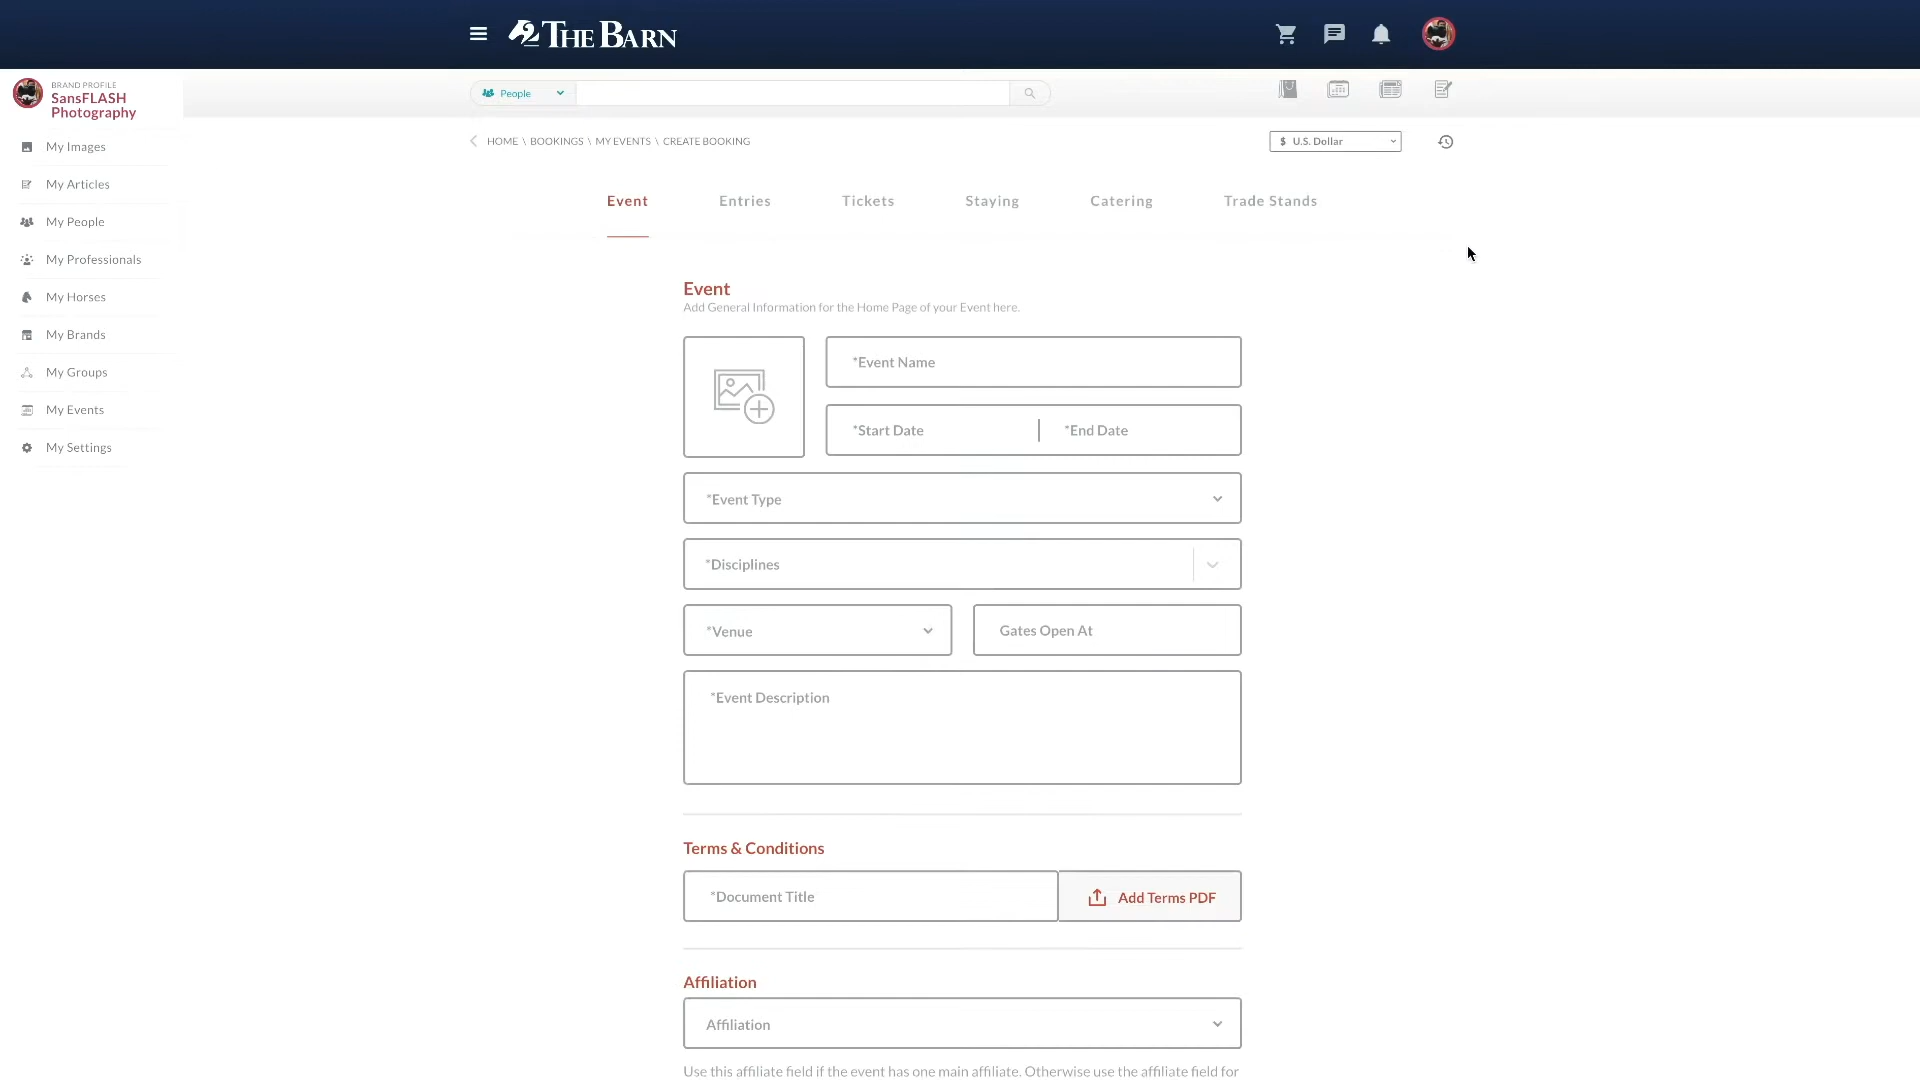 THE BARN
BRAND PROFILE
SansFLASH
Photography
My Images
My Articles
My People
My Professionals
My Horses
My Brands
My Groups
My Events
My Settings
People
HOME \ BOOKINGS \ MY EVENTS \ CREATE BOOKING
$ U.S. Dollar
Event
Entries
Tickets
Staying
Catering
Trade Stands
Event
Add General Information for the Home Page of your Event here.
*Event Name
*Start Date
*End Date
*Event Type
*Disciplines
*Venue
Gates Open At
*Event Description
Terms & Conditions
*Document Title
Add Terms PDF
Affiliation
Affiliation
Use this affiliate field if the event has one main affiliate. Otherwise use the affiliate field for